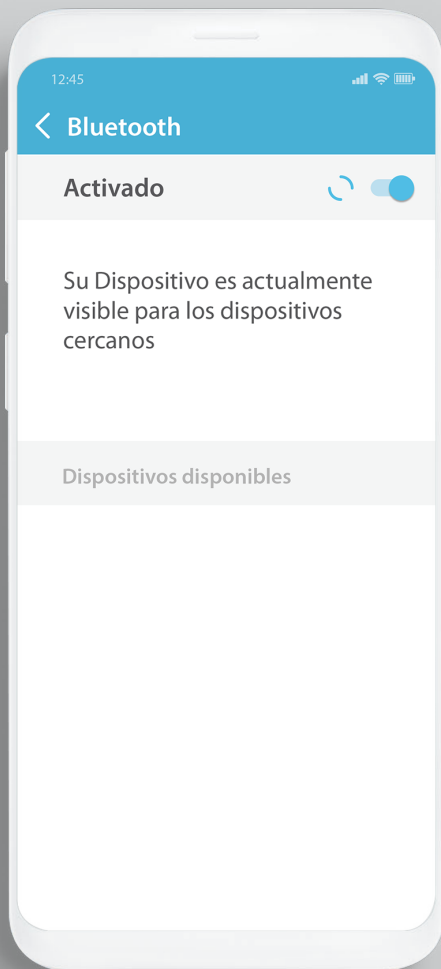 12:45
Bluetooth
Activado
Su Dispositivo es actualmente
visible para los dispositivos
cercanos
Dispositivos disponibles